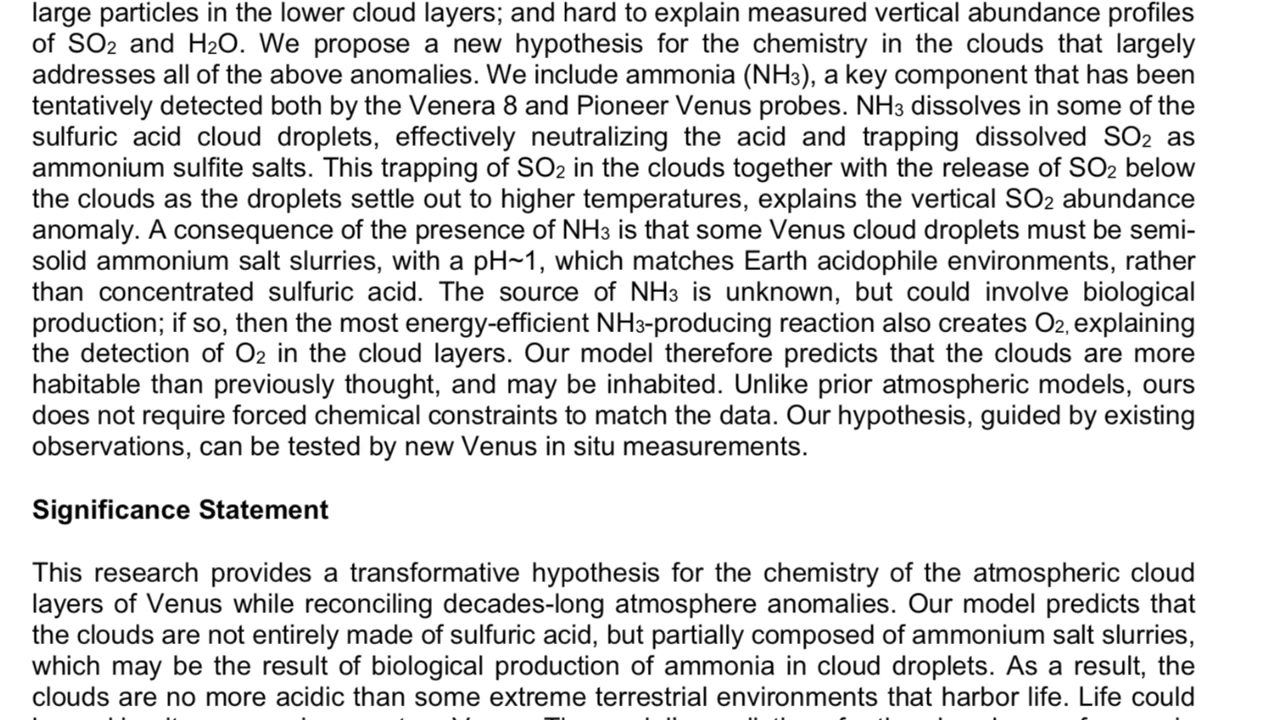 large particles in the lower cloud layers; and hard to explain measured vertical abundance profiles
of SO2 and H2O. We propose a new hypothesis for the chemistry in the clouds that largely
addresses all of the above anomalies. We include ammonia (NH3), a key component that has been
tentatively detected both by the Venera 8 and Pioneer Venus probes. NH3 dissolves in some of the
sulfuric acid cloud droplets, effectively neutralizing the acid and trapping dissolved SO2 as
ammonium sulfite salts. This trapping of SO2 in the clouds together with the release of SO2 below
the clouds as the droplets settle out to higher temperatures, explains the vertical SO2 abundance
anomaly. A consequence of the presence of NH3 is that some Venus cloud droplets must be semi-
solid ammonium salt slurries, with a pH~1, which matches Earth acidophile environments, rather
than concentrated sulfuric acid. The source of NH3 is unknown, but could involve biological
production; if so, then the most energy-efficient NH3-producing reaction also creates O2, explaining
the detection of O2 in the cloud layers. Our model therefore predicts that the clouds are more
habitable than previously thought, and may be inhabited. Unlike prior atmospheric models, ours
does not require forced chemical constraints to match the data. Our hypothesis, guided by existing
observations, can be tested by new Venus in situ measurements.
Significance Statement
This research provides a transformative hypothesis for the chemistry of the atmospheric cloud
layers of Venus while reconciling decades-long atmosphere anomalies. Our model predicts that
the clouds are not entirely made of sulfuric acid, but partially composed of ammonium salt slurries,
which may be the result of biological production of ammonia in cloud droplets. As a result, the
clouds are no more acidic than some extreme terrestrial environments that harbor life. Life could